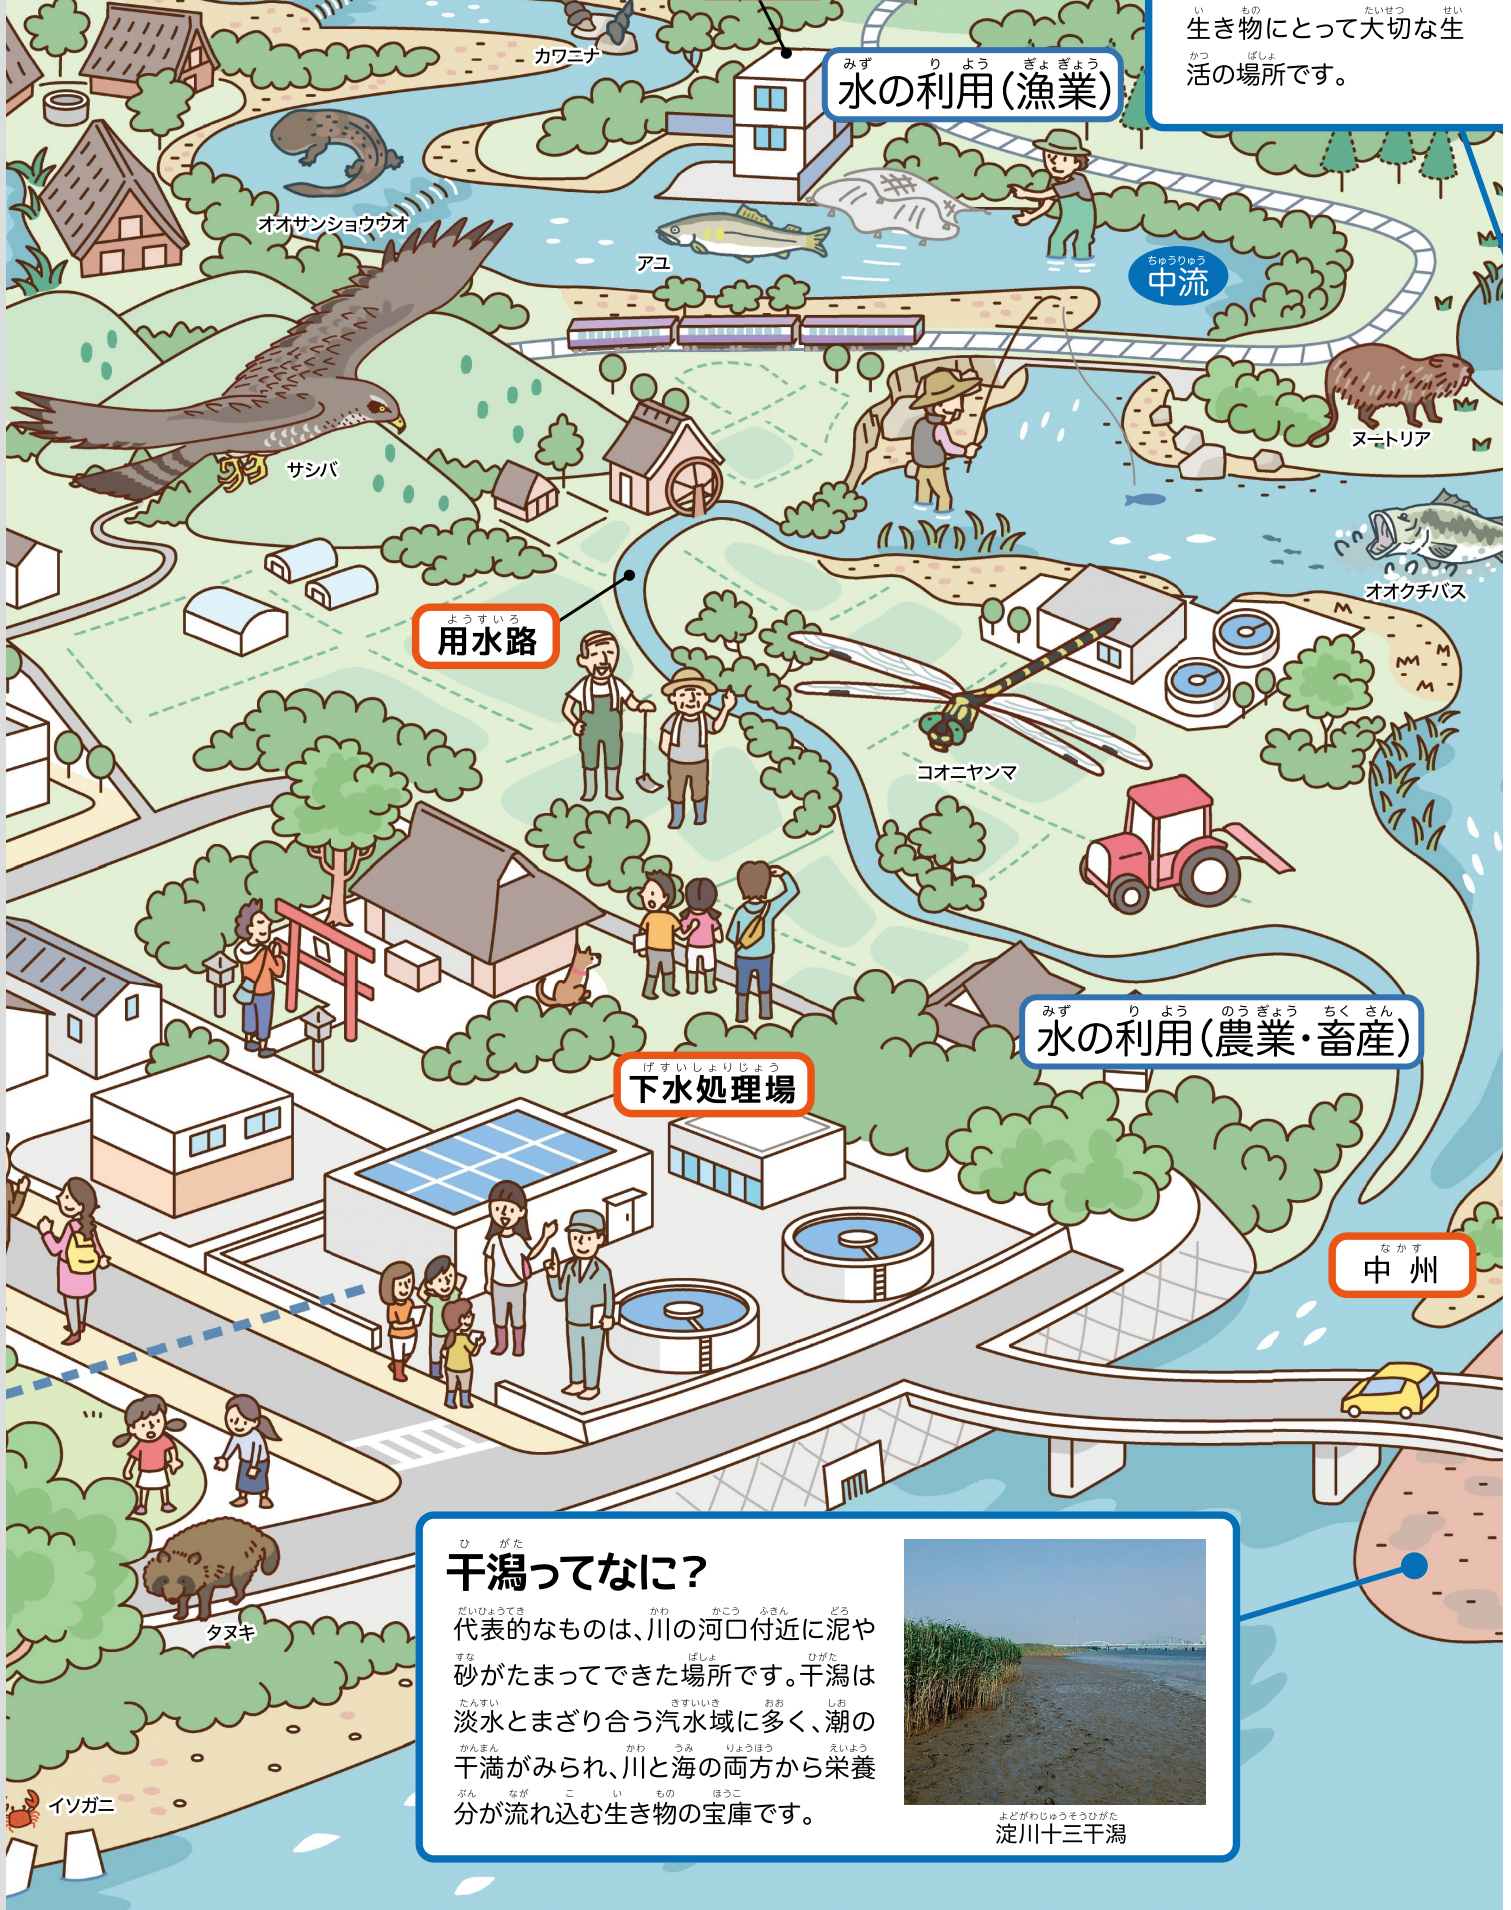 生き物にとって大切な生
活の場所です。
カワニナ
水の利用(漁業)
オオサンショウウオ
アユ
中流
サシバ
ヌートリア
オオクチバス
用水路
コオニヤンマ
水の利用(農業・畜産)
下水処理場
中州
タヌキ
イソガニ
干潟ってなに?
代表的なものは、川の河口付近に泥や
砂がたまってできた場所です。干潟は
淡水とまざり合う汽水域に多く、潮の
干満がみられ、川と海の両方から栄養
分が流れ込む生き物の宝庫です。
淀川十三干潟